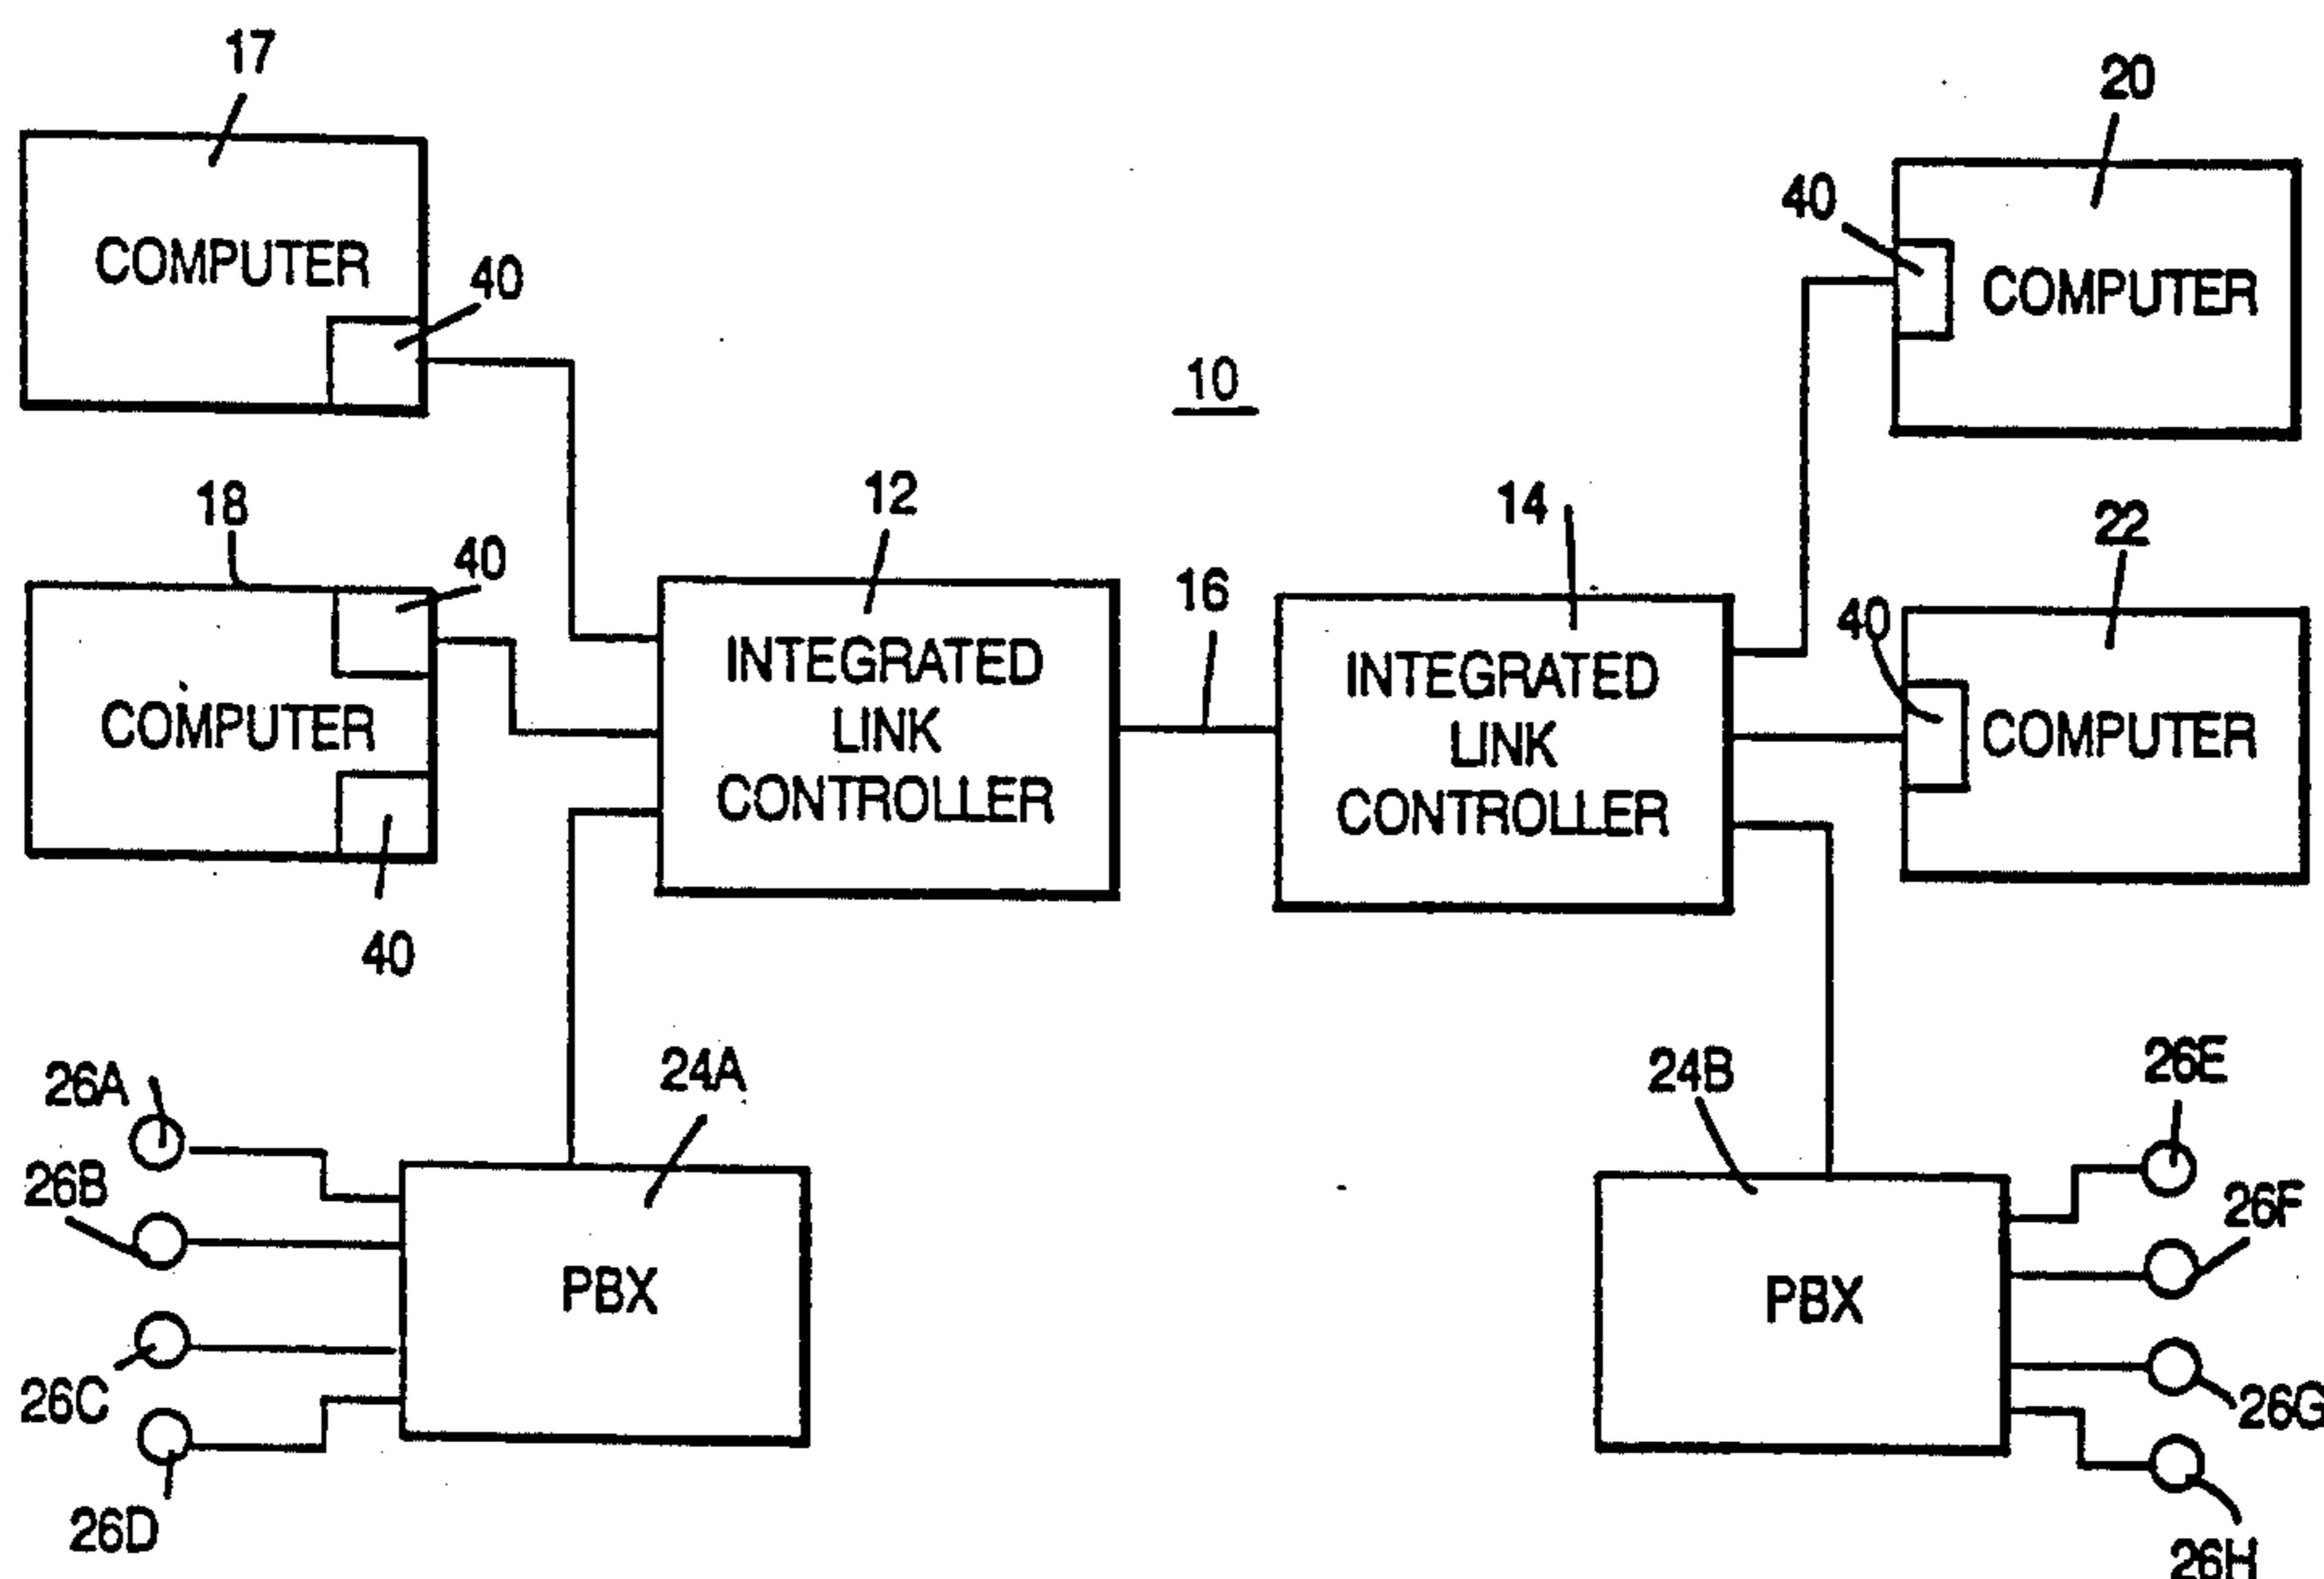 17
20
COMPUTER
40
40
COMPUTER
10
18
40
12
14
22
16
40
COMPUTER
INTEGRATED
LINK
CONTROLLER
INTEGRATED
LINK
CONTROLLER
COMPUTER
40
26A
24A
24B
26E
26B
26F
PBX
PBX
26C
26G
26D
26H